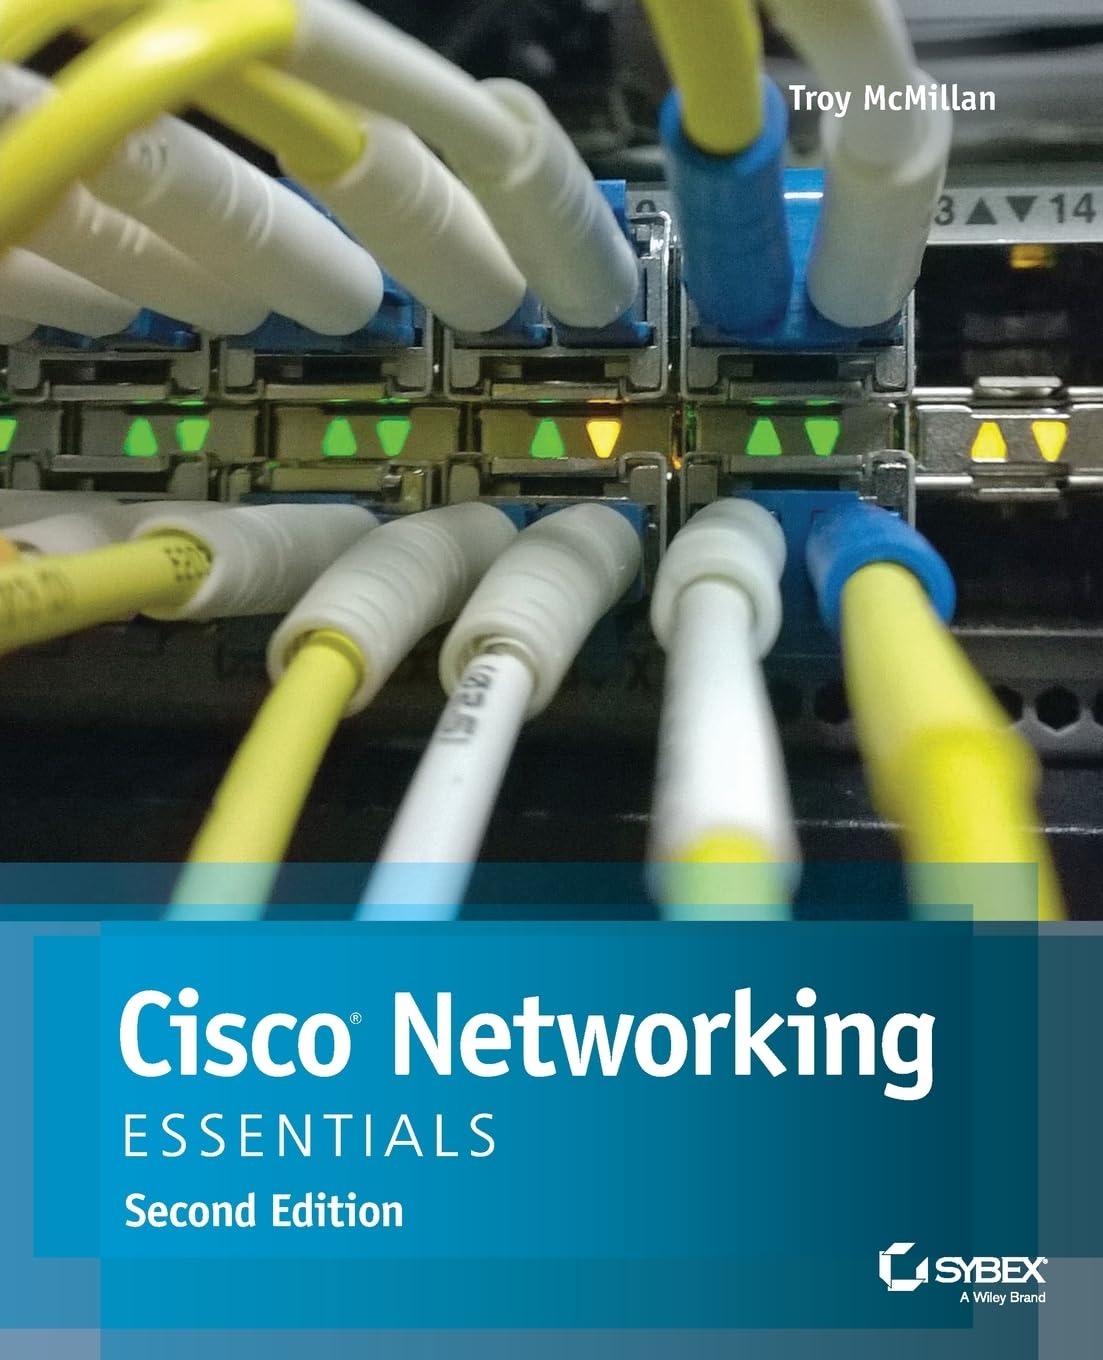 Troy McMillan
3▲▼14
Cisco® Networking
ESSENTIALS
Second Edition
SYBEX®
A Wiley Brand